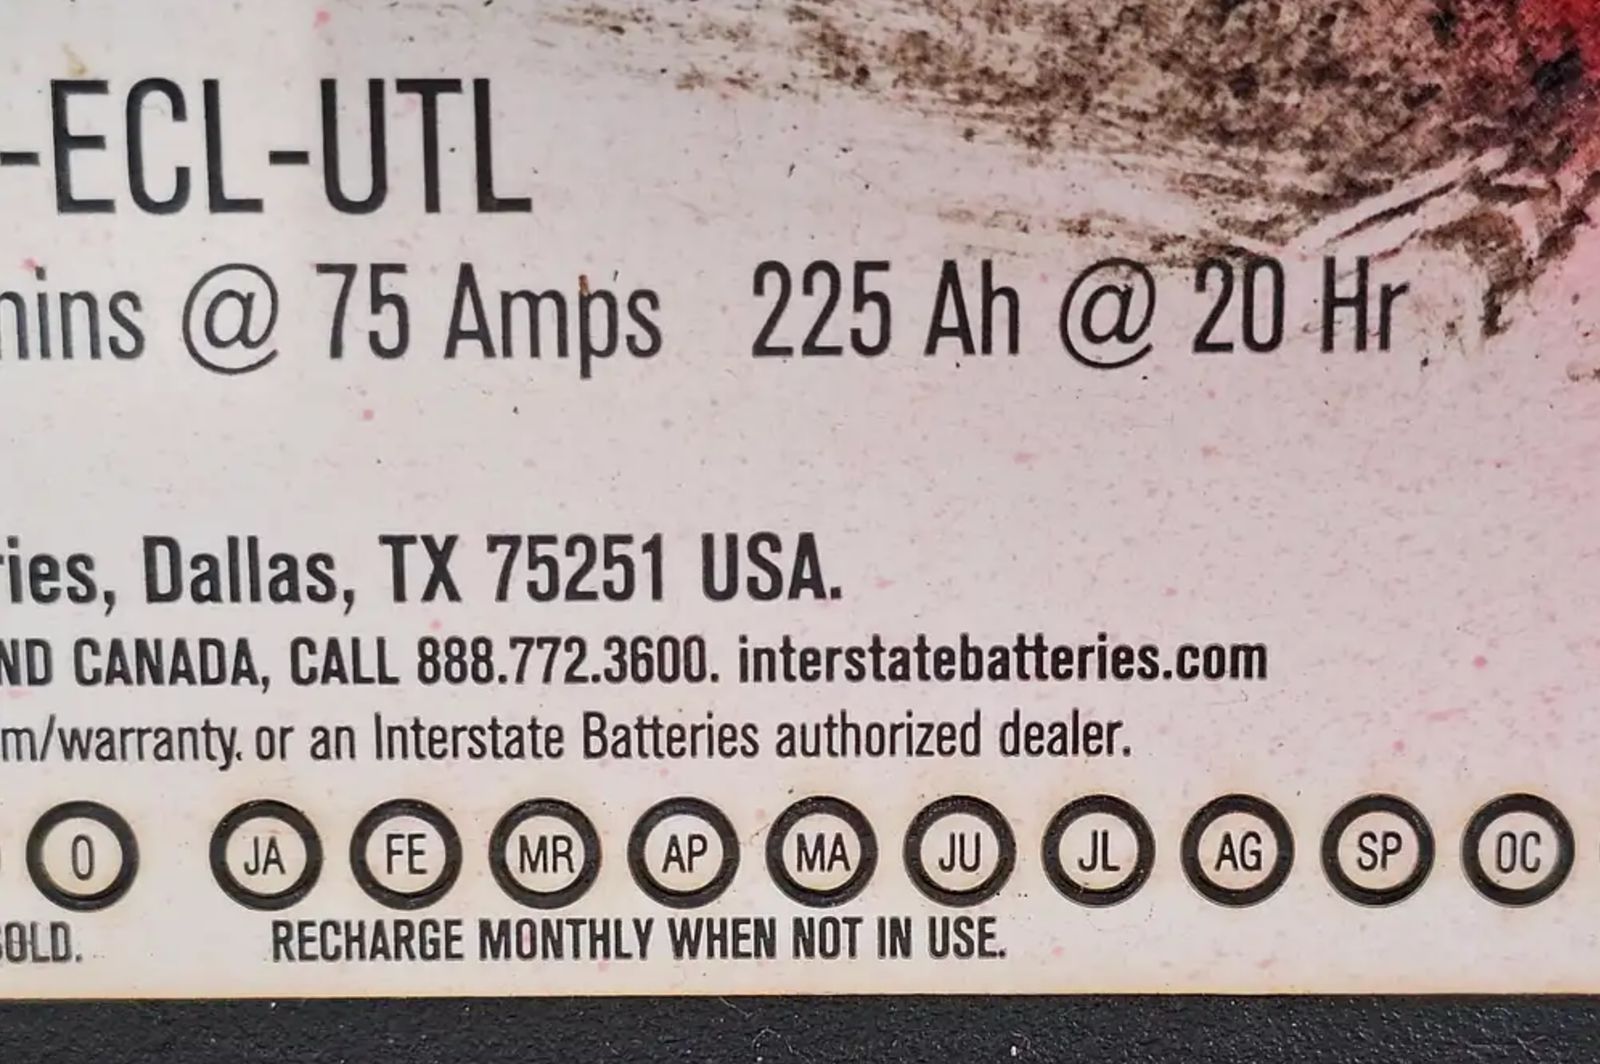 -ECL-UTL
mins @ 75 Amps 225 Ah @ 20 Hr
ries, Dallas, TX 75251 USA.
ND CANADA, CALL 888.772.3600. interstatebatteries.com
m/warranty. or an Interstate Batteries authorized dealer.
0 JA FE MR AP MA JU JL AG SP OC
SOLD. RECHARGE MONTHLY WHEN NOT IN USE.